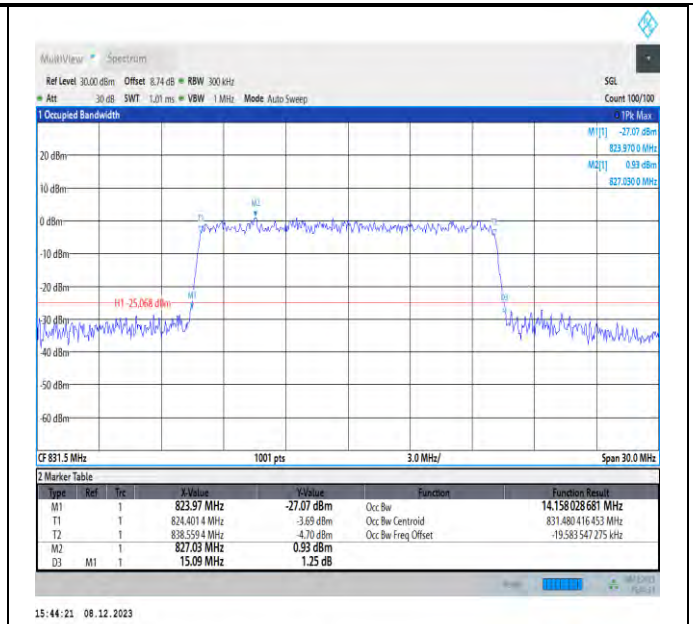 MultiView Spectrum
Ref Level 30.00 dBm Offset 8.74 dB RBW 300 kHz SGL
Att 30 dB SWT 1.01 ms VBW 1 MHz Mode Auto Sweep Count 100/100
1 Occupied Bandwidth 1Pk Max
M1[1] -27.07 dBm
823.970 0 MHz
20 dBm
M2[1] 0.93 dBm
827.030 0 MHz
10 dBm
M2
T1
0 dBm
-10 dBm
-20 dBm
M1 D3
H1 -25.068 dBm
-30 dBm
-40 dBm
-50 dBm
-60 dBm
CF 831.5 MHz 1001 pts 3.0 MHz/ Span 30.0 MHz
2 Marker Table
Type Ref Trc X-Value Y-Value Function Function Result
M1 1 823.97 MHz -27.07 dBm Occ Bw 14.158 028 681 MHz
T1 1 824.401 4 MHz -3.69 dBm Occ Bw Centroid 831.480 416 453 MHz
T2 1 838.559 4 MHz -4.70 dBm Occ Bw Freq Offset -19.583 547 275 kHz
M2 1 827.03 MHz 0.93 dBm
D3 M1 1 15.09 MHz 1.25 dB
15:44:21 08.12.2023